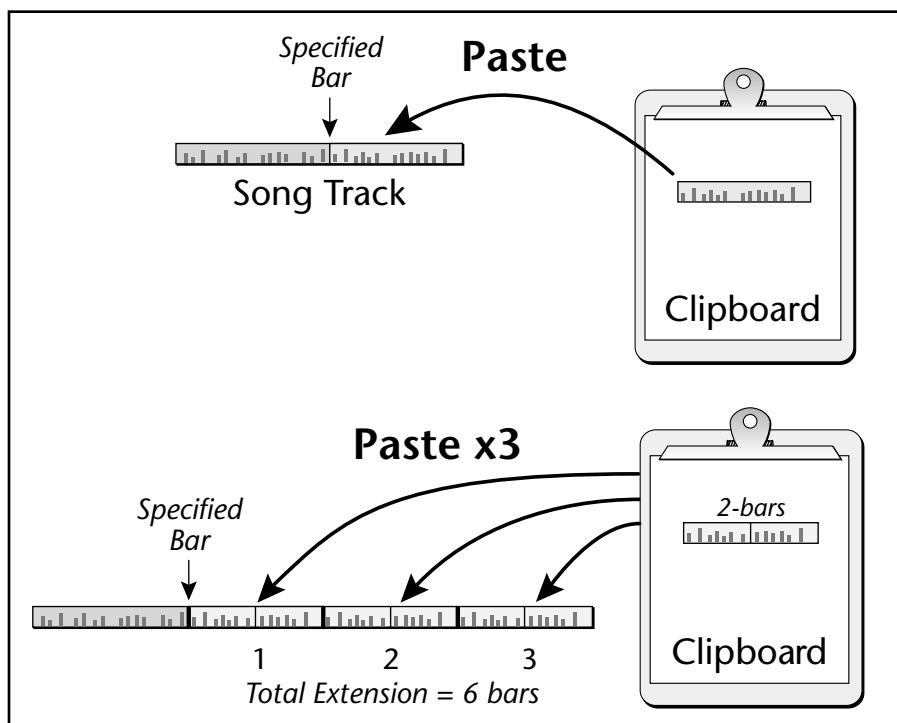 Specified
Bar
Paste
Song Track
Clipboard
Paste x3
Specified
Bar
2-bars
Clipboard
1 2 3
Total Extension = 6 bars